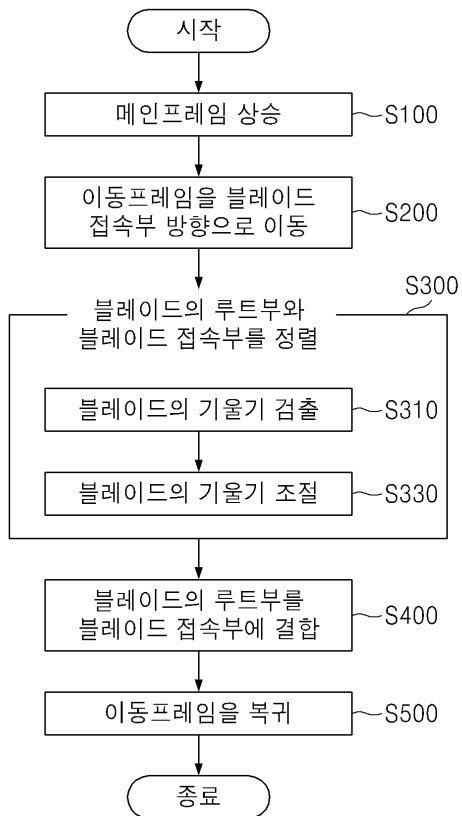 시작
메인프레임 상승
S100
이동프레임을 블레이드
접속부 방향으로 이동
S200
S300
블레이드의 루트부와
블레이드 접속부를 정렬
블레이드의 기울기 검출
S310
블레이드의 기울기 조절
S330
블레이드의 루트부를
블레이드 접속부에 결합
S400
이동프레임을 복귀
S500
종료